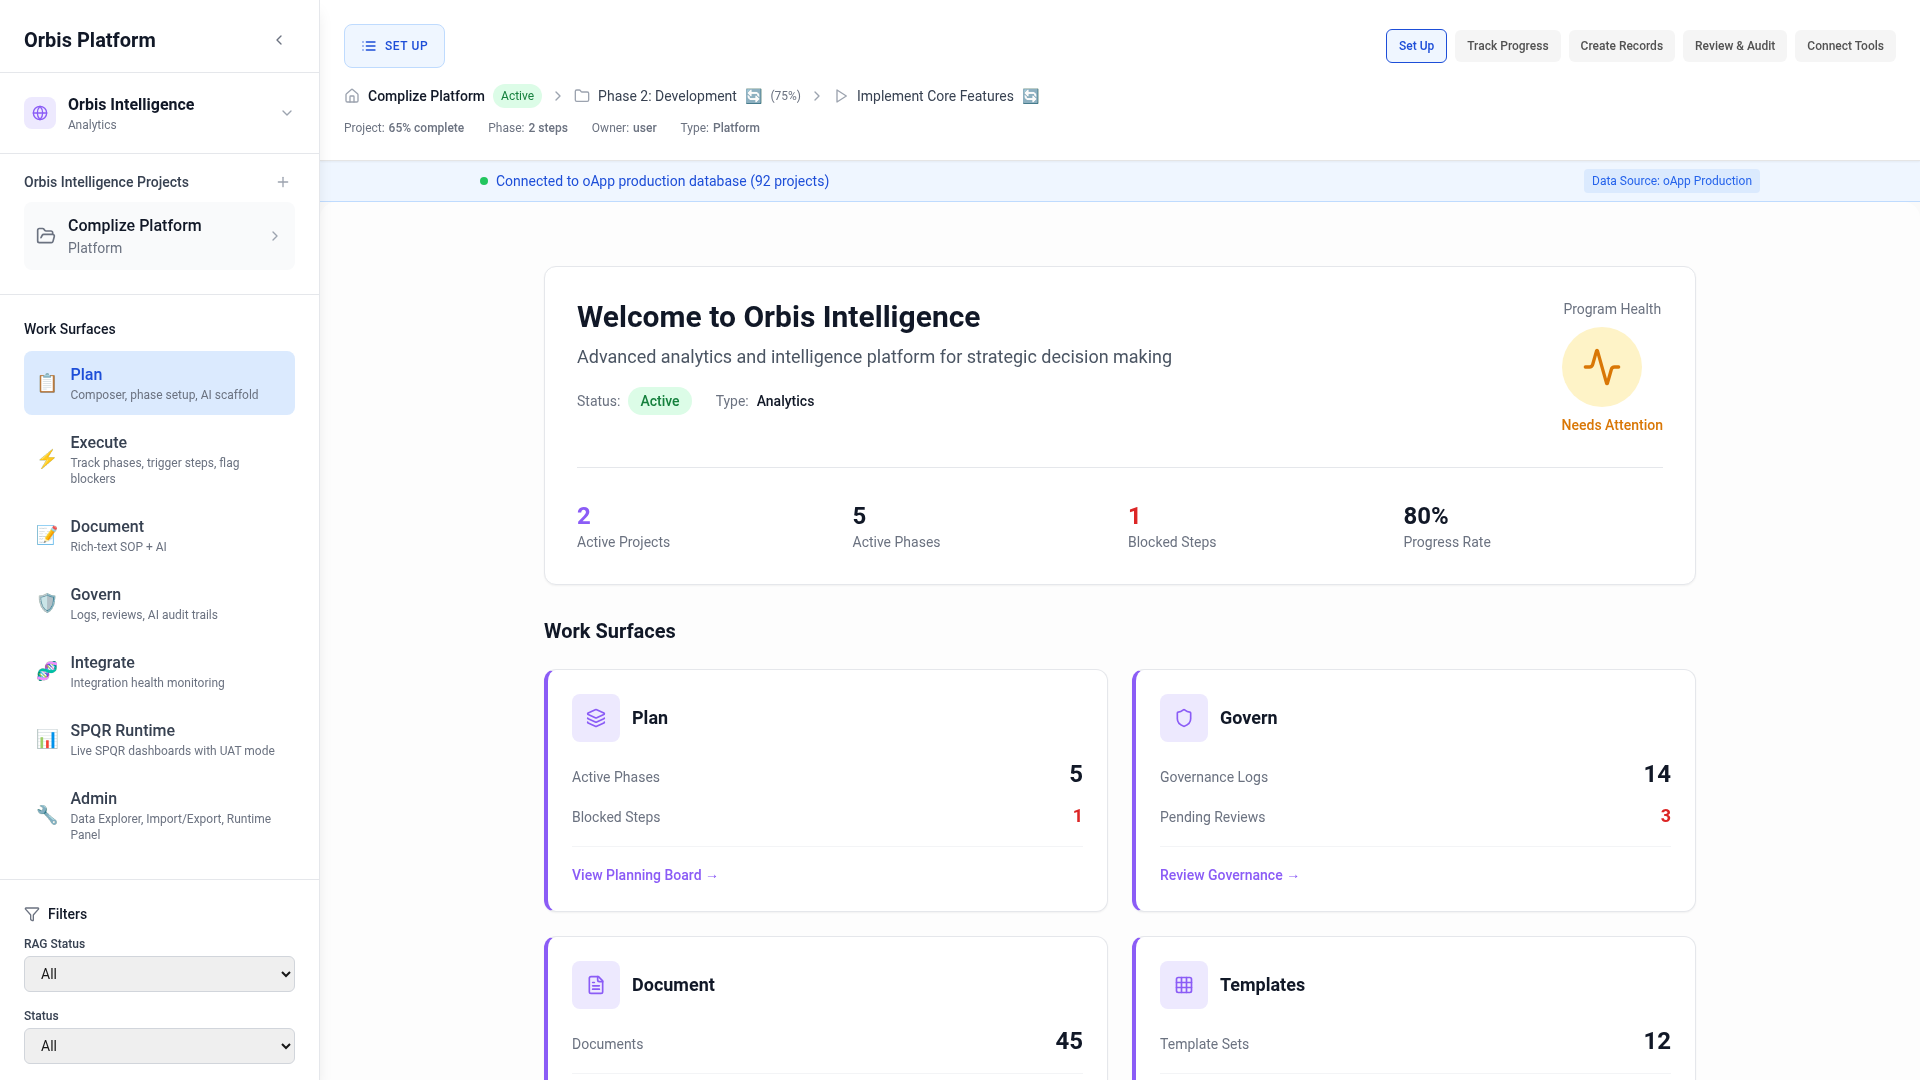 Orbis Platform
Orbis Intelligence
Analytics
Orbis Intelligence Projects
Complize Platform
Platform
Work Surfaces
Plan
Composer, phase setup, AI scaffold
Execute
Track phases, trigger steps, flag
blockers
Document
Rich-text SOP + AI
Govern
Logs, reviews, AI audit trails
Integrate
Integration health monitoring
SPQR Runtime
Live SPQR dashboards with UAT mode
Admin
Data Explorer, Import/Export, Runtime
Panel
Filters
RAG Status
All
Status
All
SET UP
Set Up Track Progress Create Records Review & Audit Connect Tools
Complize Platform Active Phase 2: Development (75%) Implement Core Features
Project: 65% complete Phase: 2 steps Owner: user Type: Platform
Connected to oApp production database (92 projects) Data Source: oApp Production
Welcome to Orbis Intelligence
Advanced analytics and intelligence platform for strategic decision making
Status: Active Type: Analytics
Program Health
Needs Attention
2 5 1 80%
Active Projects Active Phases Blocked Steps Progress Rate
Work Surfaces
Plan
Active Phases 5
Blocked Steps 1
View Planning Board →
Govern
Governance Logs 14
Pending Reviews 3
Review Governance →
Document
Documents 45
Templates
Template Sets 12